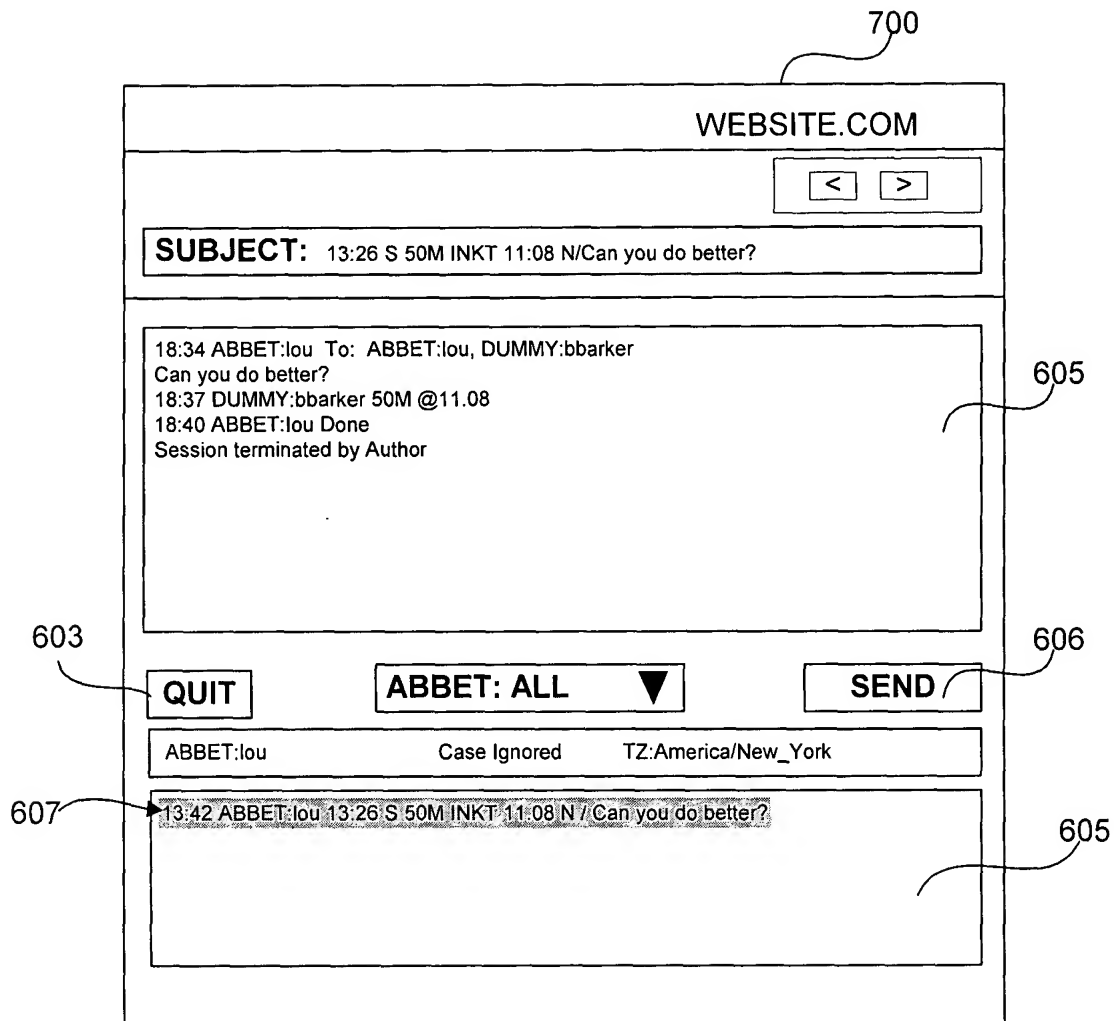 700
WEBSITE.COM
< >
SUBJECT: 13:26 S 50M INKT 11:08 N/Can you do better?
18:34 ABBET:lou To: ABBET:lou, DUMMY:bbarker
Can you do better?
18:37 DUMMY:bbarker 50M @11.08
18:40 ABBET:lou Done
Session terminated by Author
605
603
606
QUIT
ABBET: ALL
SEND
ABBET:lou Case Ignored TZ:America/New_York
607
13:42 ABBET:lou 13:26 S 50M INKT 11.08 N / Can you do better?
605